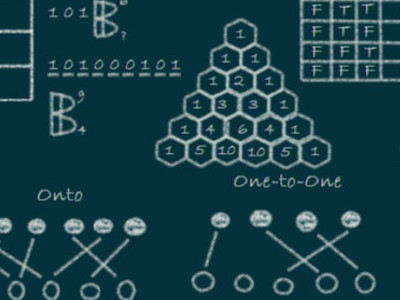 101 B 6 7
F T T
F T F
101000101
F F T
F F F
B 9 4
1
1 1
1 2 1
1 3 3 1
1 4 6 4 1
1 5 10 10 5 1
Onto
One-to-One